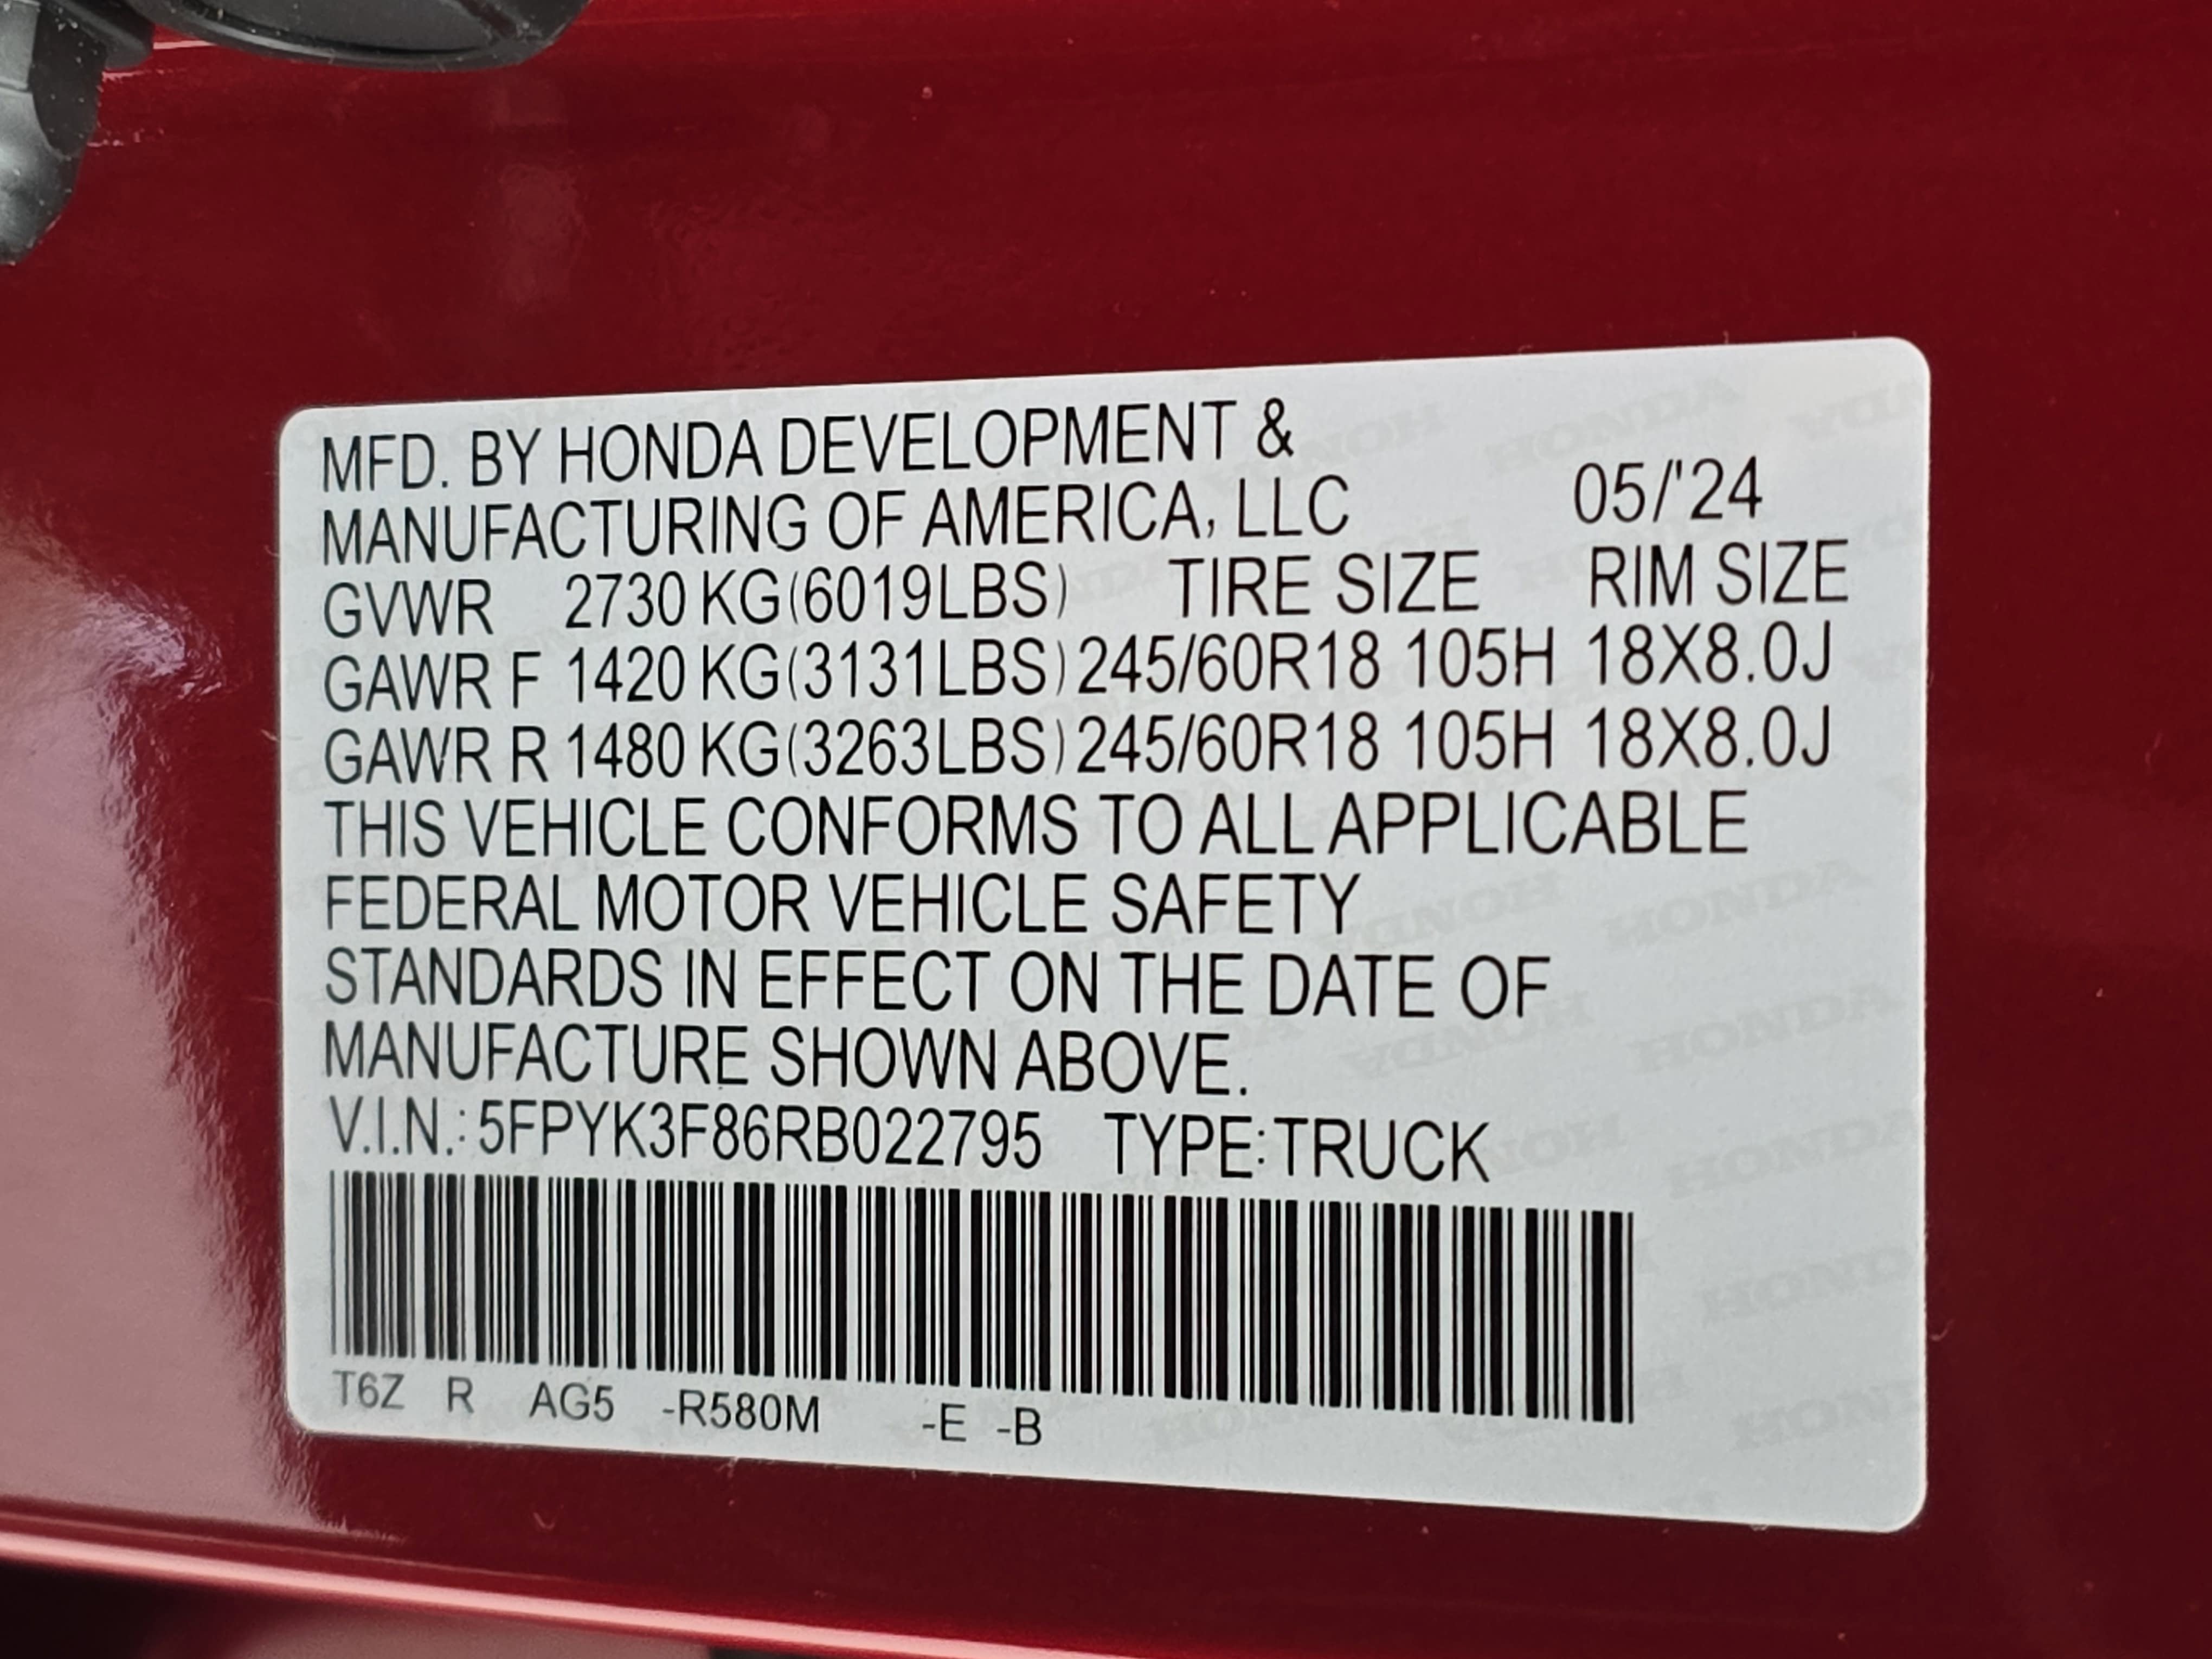 MFD. BY HONDA DEVELOPMENT &
MANUFACTURING OF AMERICA, LLC 05/'24
GVWR 2730 KG(6019LBS) TIRE SIZE RIM SIZE
GAWR F 1420 KG(3131LBS) 245/60R18 105H 18X8.0J
GAWR R 1480 KG(3263LBS) 245/60R18 105H 18X8.0J
THIS VEHICLE CONFORMS TO ALL APPLICABLE
FEDERAL MOTOR VEHICLE SAFETY
STANDARDS IN EFFECT ON THE DATE OF
MANUFACTURE SHOWN ABOVE.
V.I.N.: 5FPYK3F86RB022795 TYPE: TRUCK
T6Z R AG5 -R580M -E -B